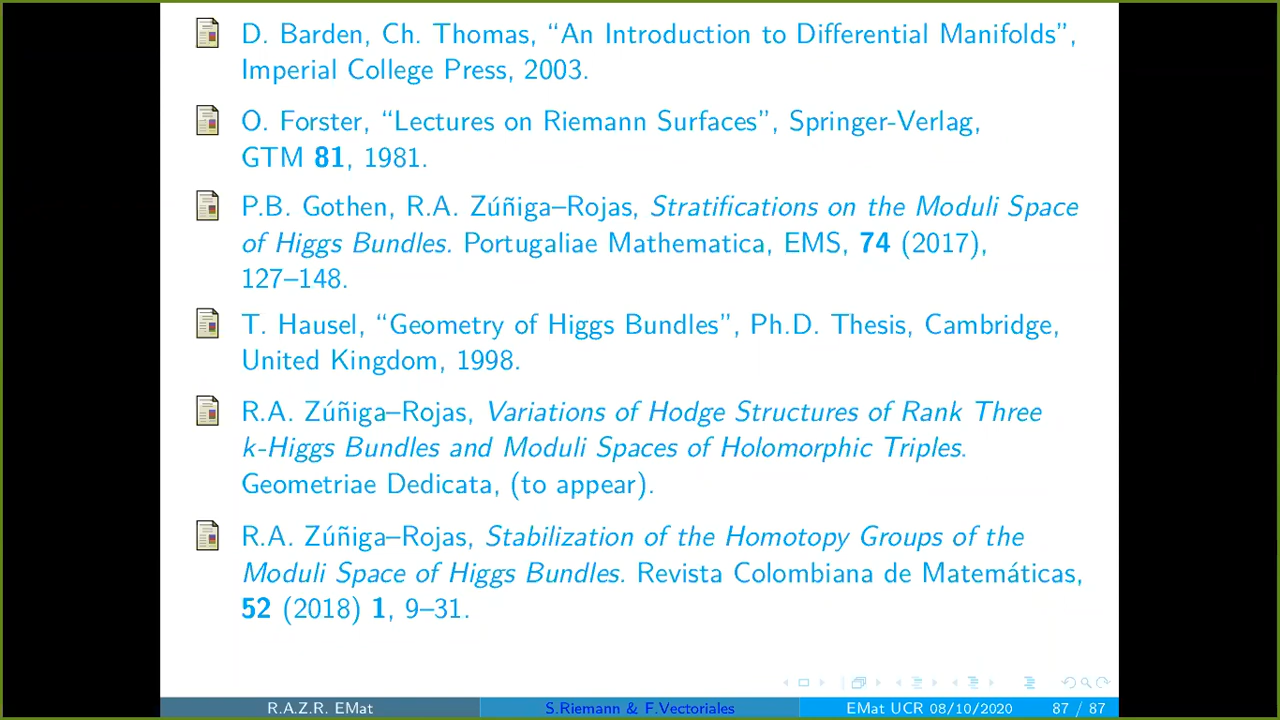 D. Barden, Ch. Thomas, “An Introduction to Differential Manifolds”,
Imperial College Press, 2003.
O. Forster, “Lectures on Riemann Surfaces”, Springer-Verlag,
GTM 81, 1981.
P.B. Gothen, R.A. Zúñiga–Rojas, Stratifications on the Moduli Space
of Higgs Bundles. Portugaliae Mathematica, EMS, 74 (2017),
127–148.
T. Hausel, “Geometry of Higgs Bundles”, Ph.D. Thesis, Cambridge,
United Kingdom, 1998.
R.A. Zúñiga–Rojas, Variations of Hodge Structures of Rank Three
k-Higgs Bundles and Moduli Spaces of Holomorphic Triples.
Geometriae Dedicata, (to appear).
R.A. Zúñiga–Rojas, Stabilization of the Homotopy Groups of the
Moduli Space of Higgs Bundles. Revista Colombiana de Matemáticas,
52 (2018) 1, 9–31.
R.A.Z.R. EMat S.Riemann & F.Vectoriales EMat UCR 08/10/2020 87 / 87